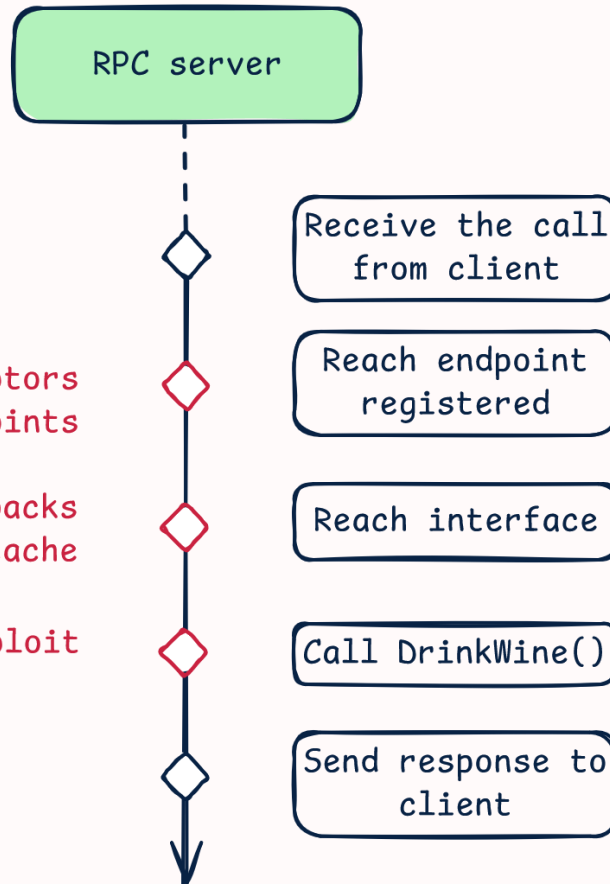 RPC server
Receive the call
from client
Reach endpoint
registered
Reach interface
Call DrinkWine()
Send response to
client